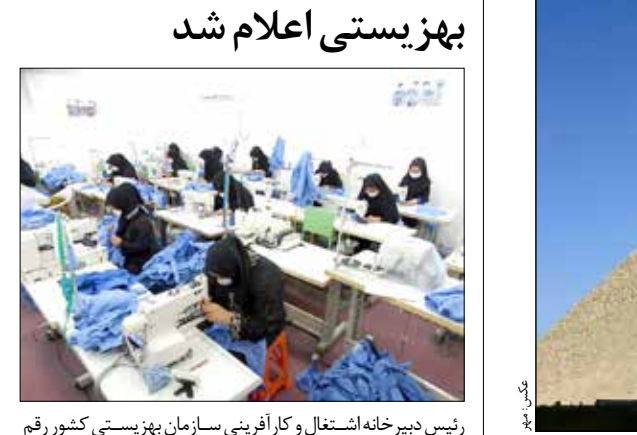 بهزیستی اعلام شد
عکس: مهر
رئیس دبیرخانه اشتغال و کارآفرینی سازمان بهزیستی کشور رقم